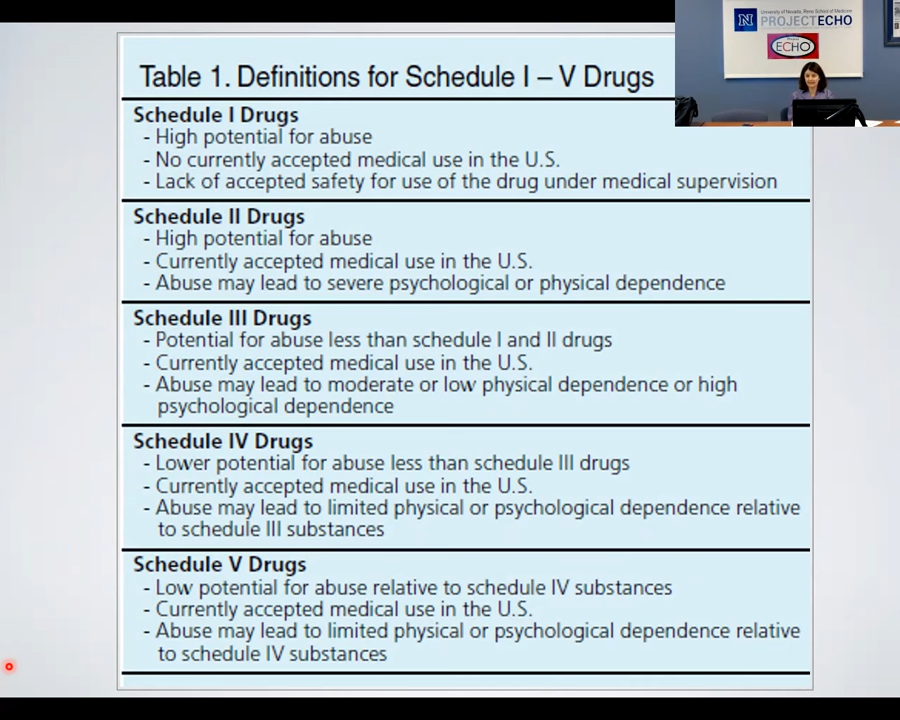 University of Nevada, Reno School of Medicine
PROJECT ECHO
ECHO
Table 1. Definitions for Schedule I – V Drugs
Schedule I Drugs
- High potential for abuse
- No currently accepted medical use in the U.S.
- Lack of accepted safety for use of the drug under medical supervision
Schedule II Drugs
- High potential for abuse
- Currently accepted medical use in the U.S.
- Abuse may lead to severe psychological or physical dependence
Schedule III Drugs
- Potential for abuse less than schedule I and II drugs
- Currently accepted medical use in the U.S.
- Abuse may lead to moderate or low physical dependence or high
psychological dependence
Schedule IV Drugs
- Lower potential for abuse less than schedule III drugs
- Currently accepted medical use in the U.S.
- Abuse may lead to limited physical or psychological dependence relative
to schedule III substances
Schedule V Drugs
- Low potential for abuse relative to schedule IV substances
- Currently accepted medical use in the U.S.
- Abuse may lead to limited physical or psychological dependence relative
to schedule IV substances